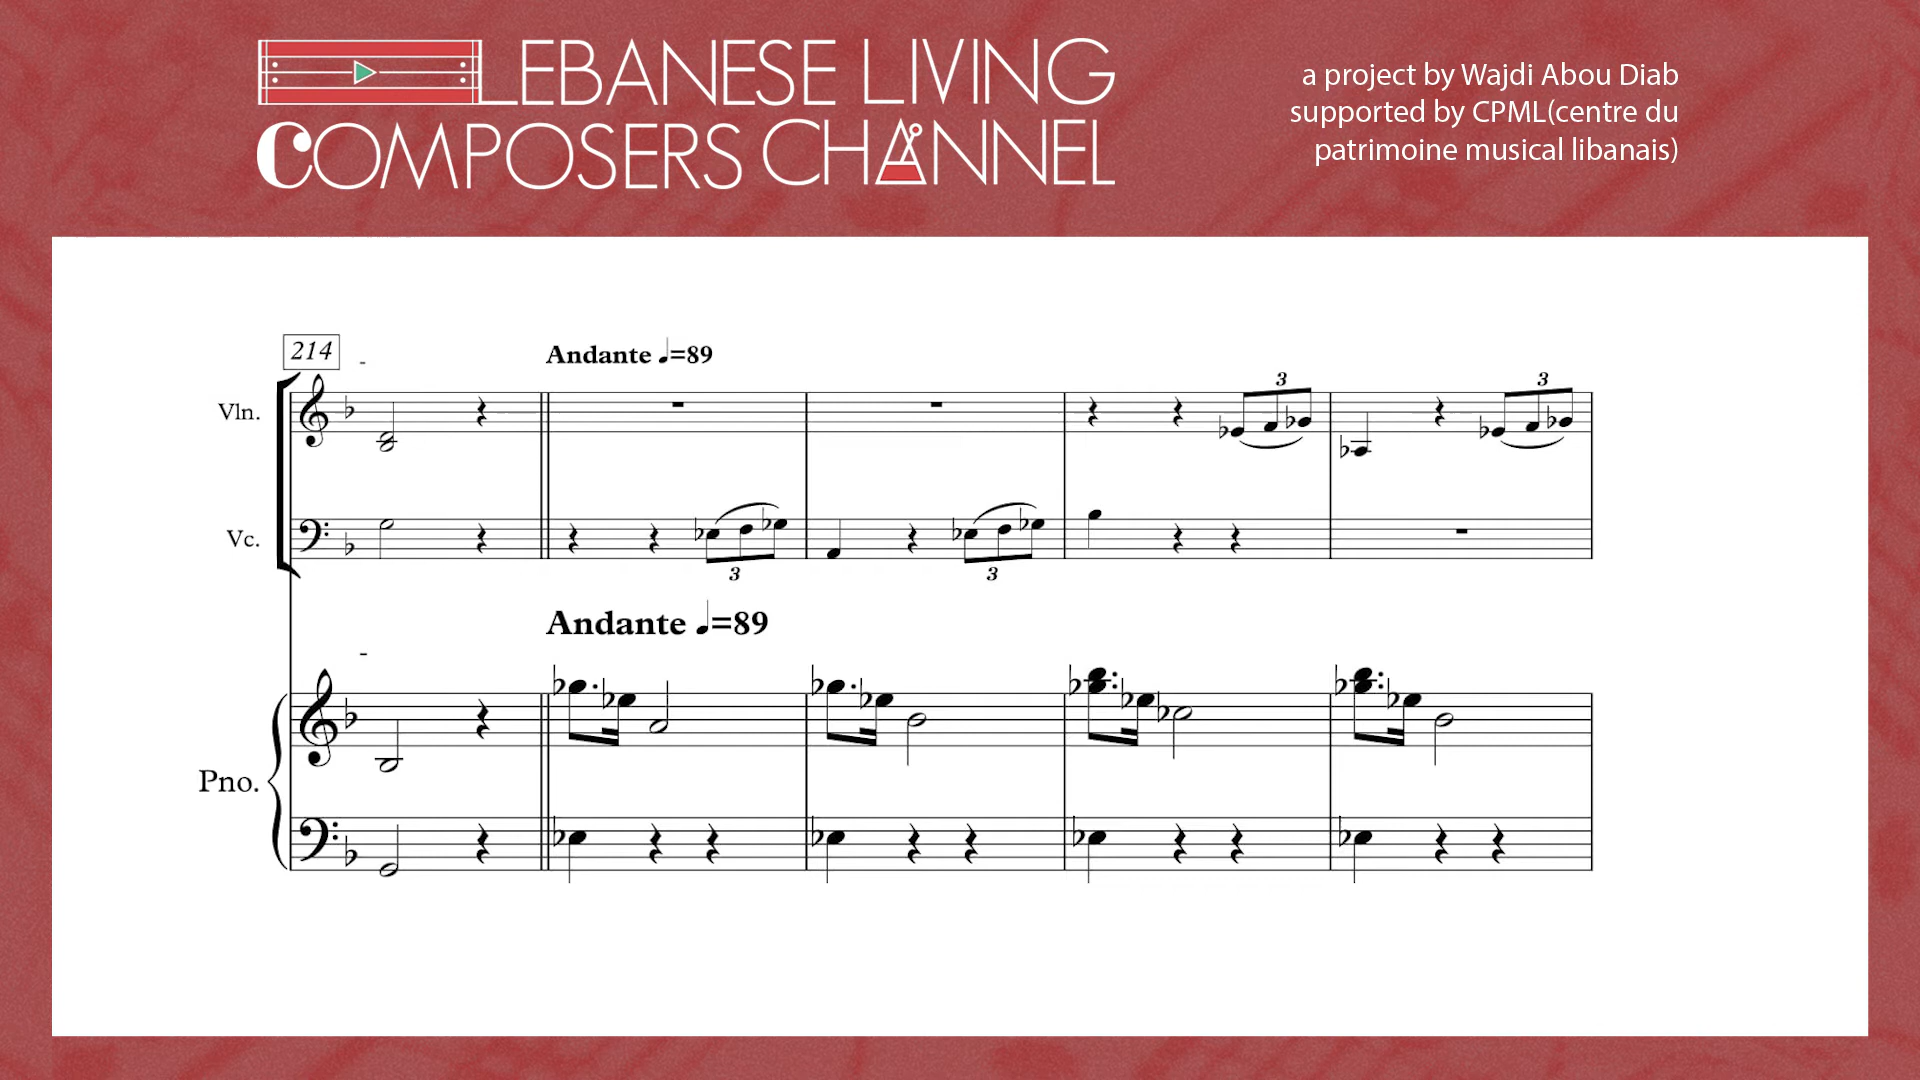 LEBANESE LIVING
COMPOSERS CHANNEL
a project by Wajdi Abou Diab
supported by CPML(centre du
patrimoine musical libanais)
214
-
Andante ♩=89
3
3
Vln.
Vc.
3
3
Andante ♩=89
-
Pno.